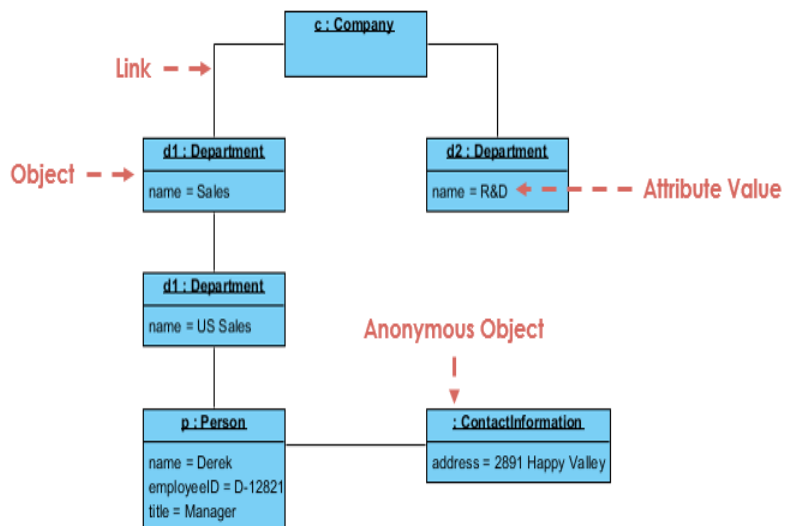 c : Company
Link
d1 : Department
name = Sales
d2 : Department
name = R&D
Object
Attribute Value
d1 : Department
name = US Sales
Anonymous Object
p : Person
name = Derek
employeeID = D-12821
title = Manager
: ContactInformation
address = 2891 Happy Valley